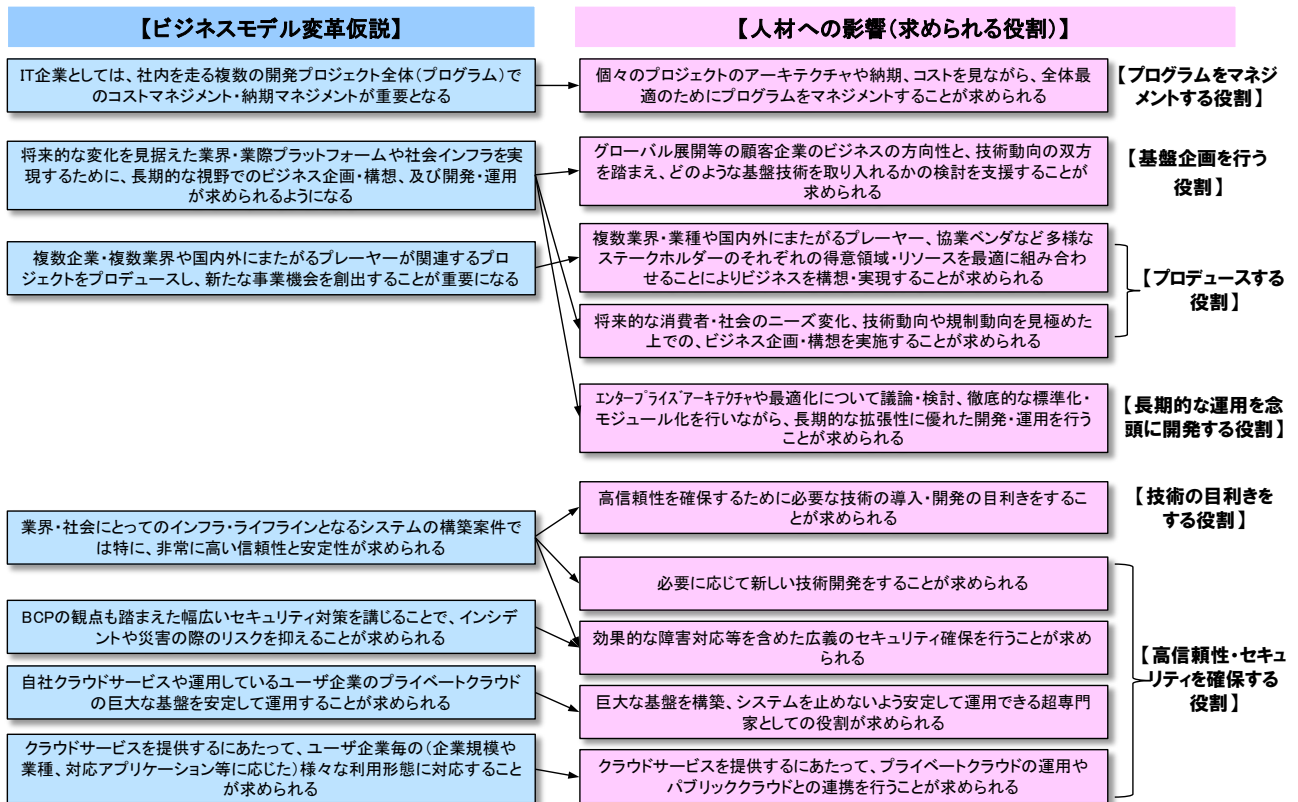 【ビジネスモデル変革仮説】
【人材への影響(求められる役割)】
IT企業としては、社内を走る複数の開発プロジェクト全体(プログラム)で
のコストマネジメント・納期マネジメントが重要となる
個々のプロジェクトのアーキテクチャや納期、コストを見ながら、全体最
適のためにプログラムをマネジメントすることが求められる
【プログラムをマネジ
メントする役割】
将来的な変化を見据えた業界・業際プラットフォームや社会インフラを実
現するために、長期的な視野でのビジネス企画・構想、及び開発・運用
が求められるようになる
グローバル展開等の顧客企業のビジネスの方向性と、技術動向の双方
を踏まえ、どのような基盤技術を取り入れるかの検討を支援することが
求められる
【基盤企画を行う
役割】
複数企業・複数業界や国内外にまたがるプレーヤーが関連するプロ
ジェクトをプロデュースし、新たな事業機会を創出することが重要になる
複数業界・業種や国内外にまたがるプレーヤー、協業ベンダなど多様な
ステークホルダーのそれぞれの得意領域・リソースを最適に組み合わ
せることによりビジネスを構想・実現することが求められる
将来的な消費者・社会のニーズ変化、技術動向や規制動向を見極めた
上での、ビジネス企画・構想を実施することが求められる
【プロデュースする
役割】
エンタープライズアーキテクチャや最適化について議論・検討、徹底的な標準化・
モジュール化を行いながら、長期的な拡張性に優れた開発・運用を行う
ことが求められる
【長期的な運用を念
頭に開発する役割】
業界・社会にとってのインフラ・ライフラインとなるシステムの構築案件で
は特に、非常に高い信頼性と安定性が求められる
高信頼性を確保するために必要な技術の導入・開発の目利きをするこ
とが求められる
【技術の目利きを
する役割】
必要に応じて新しい技術開発をすることが求められる
BCPの観点も踏まえた幅広いセキュリティ対策を講じることで、インシデ
ントや災害の際のリスクを抑えることが求められる
効果的な障害対応等を含めた広義のセキュリティ確保を行うことが求め
られる
自社クラウドサービスや運用しているユーザ企業のプライベートクラウド
の巨大な基盤を安定して運用することが求められる
巨大な基盤を構築、システムを止めないよう安定して運用できる超専門
家としての役割が求められる
【高信頼性・セキュ
リティを確保する
役割】
クラウドサービスを提供するにあたって、ユーザ企業毎の(企業規模や
業種、対応アプリケーション等に応じた)様々な利用形態に対応すること
が求められる
クラウドサービスを提供するにあたって、プライベートクラウドの運用や
パブリッククラウドとの連携を行うことが求められる